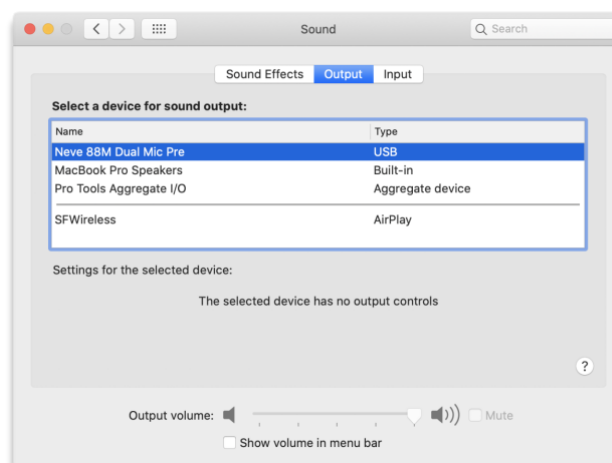 Sound
Search
Sound Effects Output Input
Select a device for sound output:
Name Type
Neve 88M Dual Mic Pre USB
MacBook Pro Speakers Built-in
Pro Tools Aggregate I/O Aggregate device
SFWireless AirPlay
Settings for the selected device:
The selected device has no output controls
?
Output volume: Mute
Show volume in menu bar